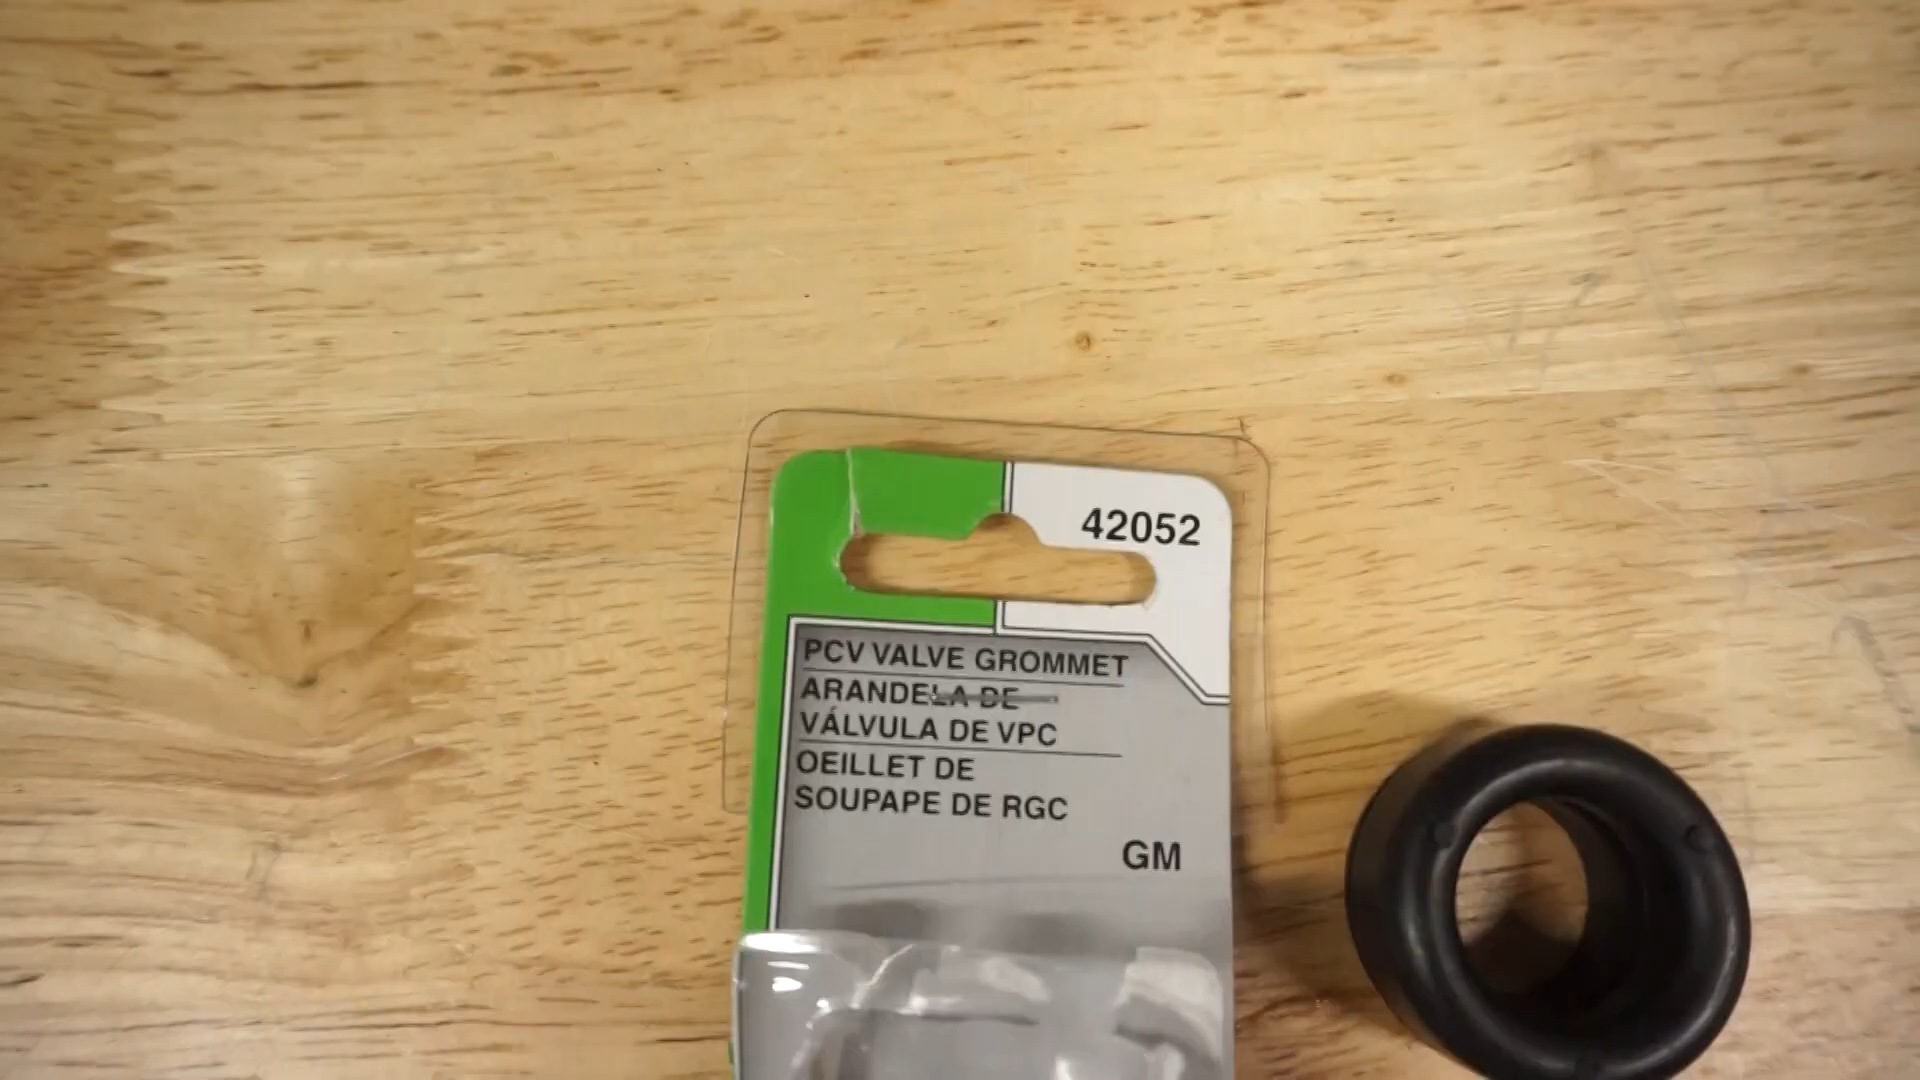 42052
PCV VALVE GROMMET
ARANDELA DE
VÁLVULA DE VPC
OEILLET DE
SOUPAPE DE RGC
GM